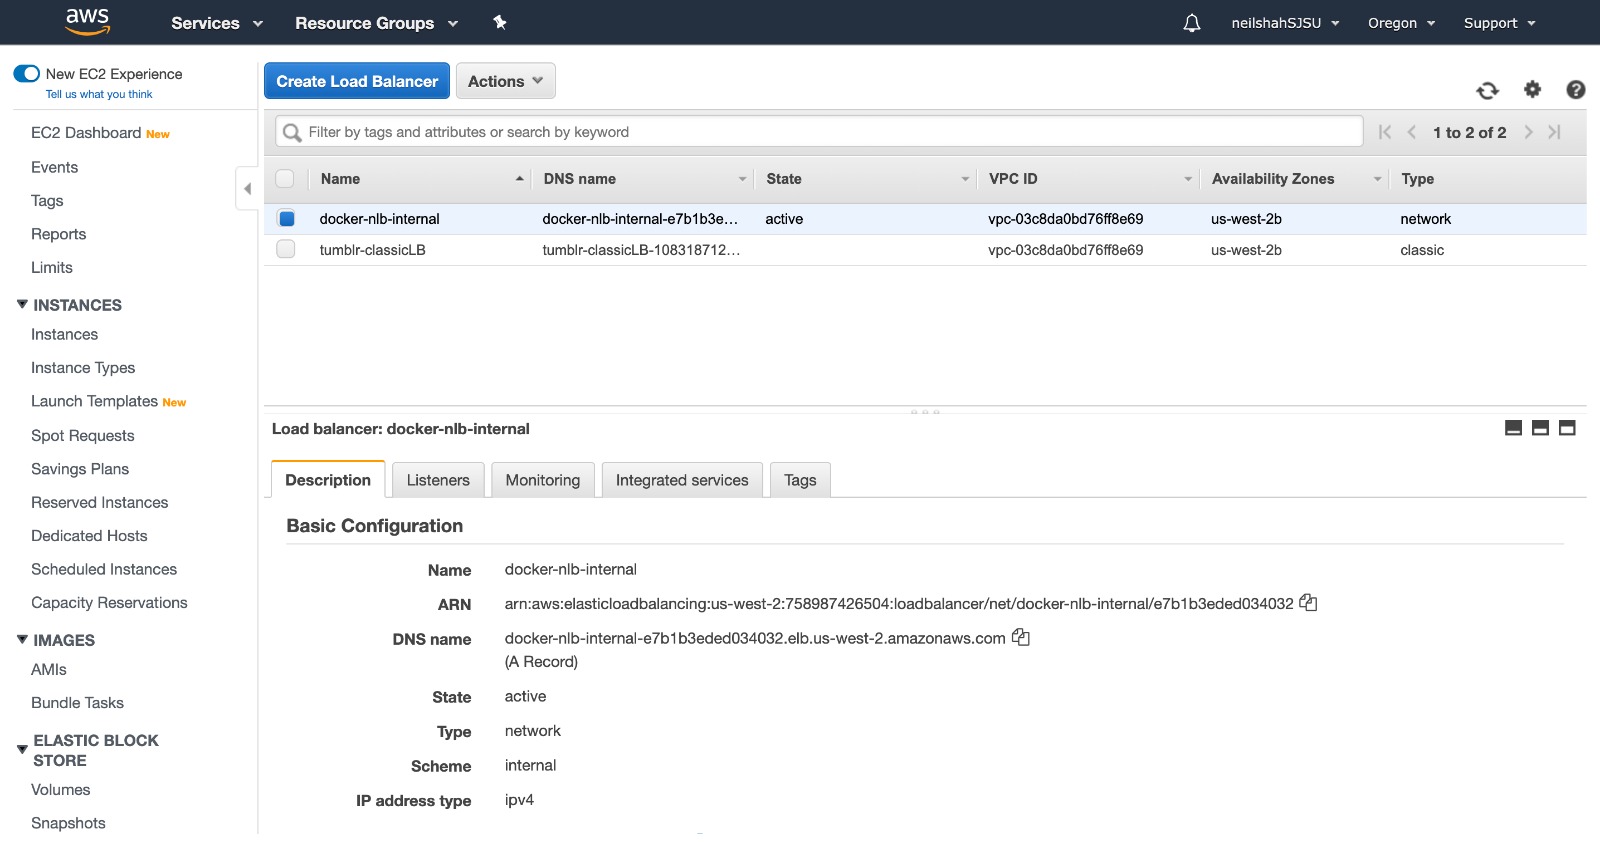 aws Services Resource Groups neilshahSJSU Oregon Support
New EC2 Experience
Tell us what you think
EC2 Dashboard New
Events
Tags
Reports
Limits
INSTANCES
Instances
Instance Types
Launch Templates New
Spot Requests
Savings Plans
Reserved Instances
Dedicated Hosts
Scheduled Instances
Capacity Reservations
IMAGES
AMIs
Bundle Tasks
ELASTIC BLOCK
STORE
Volumes
Snapshots
Create Load Balancer Actions
Filter by tags and attributes or search by keyword 1 to 2 of 2
Name DNS name State VPC ID Availability Zones Type
docker-nlb-internal docker-nlb-internal-e7b1b3e... active vpc-03c8da0bd76ff8e69 us-west-2b network
tumblr-classicLB tumblr-classicLB-108318712... vpc-03c8da0bd76ff8e69 us-west-2b classic
Load balancer: docker-nlb-internal
Description Listeners Monitoring Integrated services Tags
Basic Configuration
Name docker-nlb-internal
ARN arn:aws:elasticloadbalancing:us-west-2:758987426504:loadbalancer/net/docker-nlb-internal/e7b1b3eded034032
DNS name docker-nlb-internal-e7b1b3eded034032.elb.us-west-2.amazonaws.com
(A Record)
State active
Type network
Scheme internal
IP address type ipv4